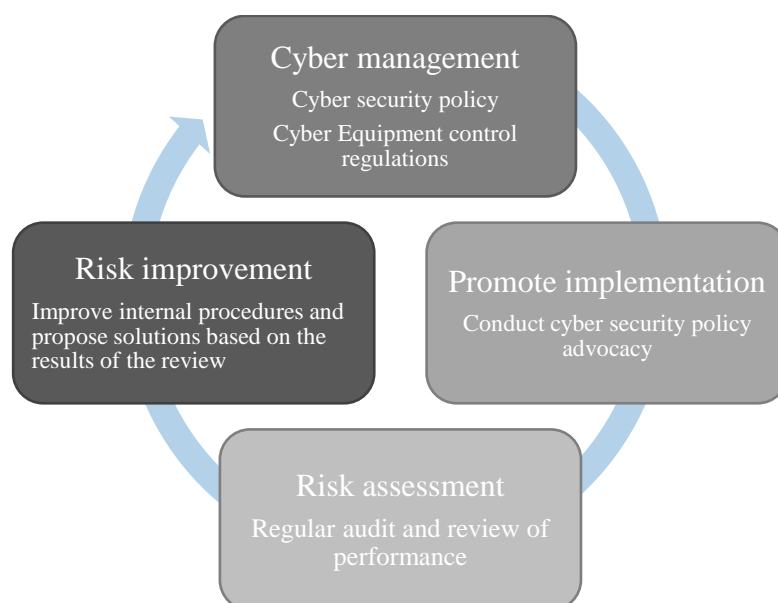 Cyber management
Cyber security policy
Cyber Equipment control
regulations
Promote implementation
Conduct cyber security policy
advocacy
Risk assessment
Regular audit and review of
performance
Risk improvement
Improve internal procedures and
propose solutions based on the
results of the review